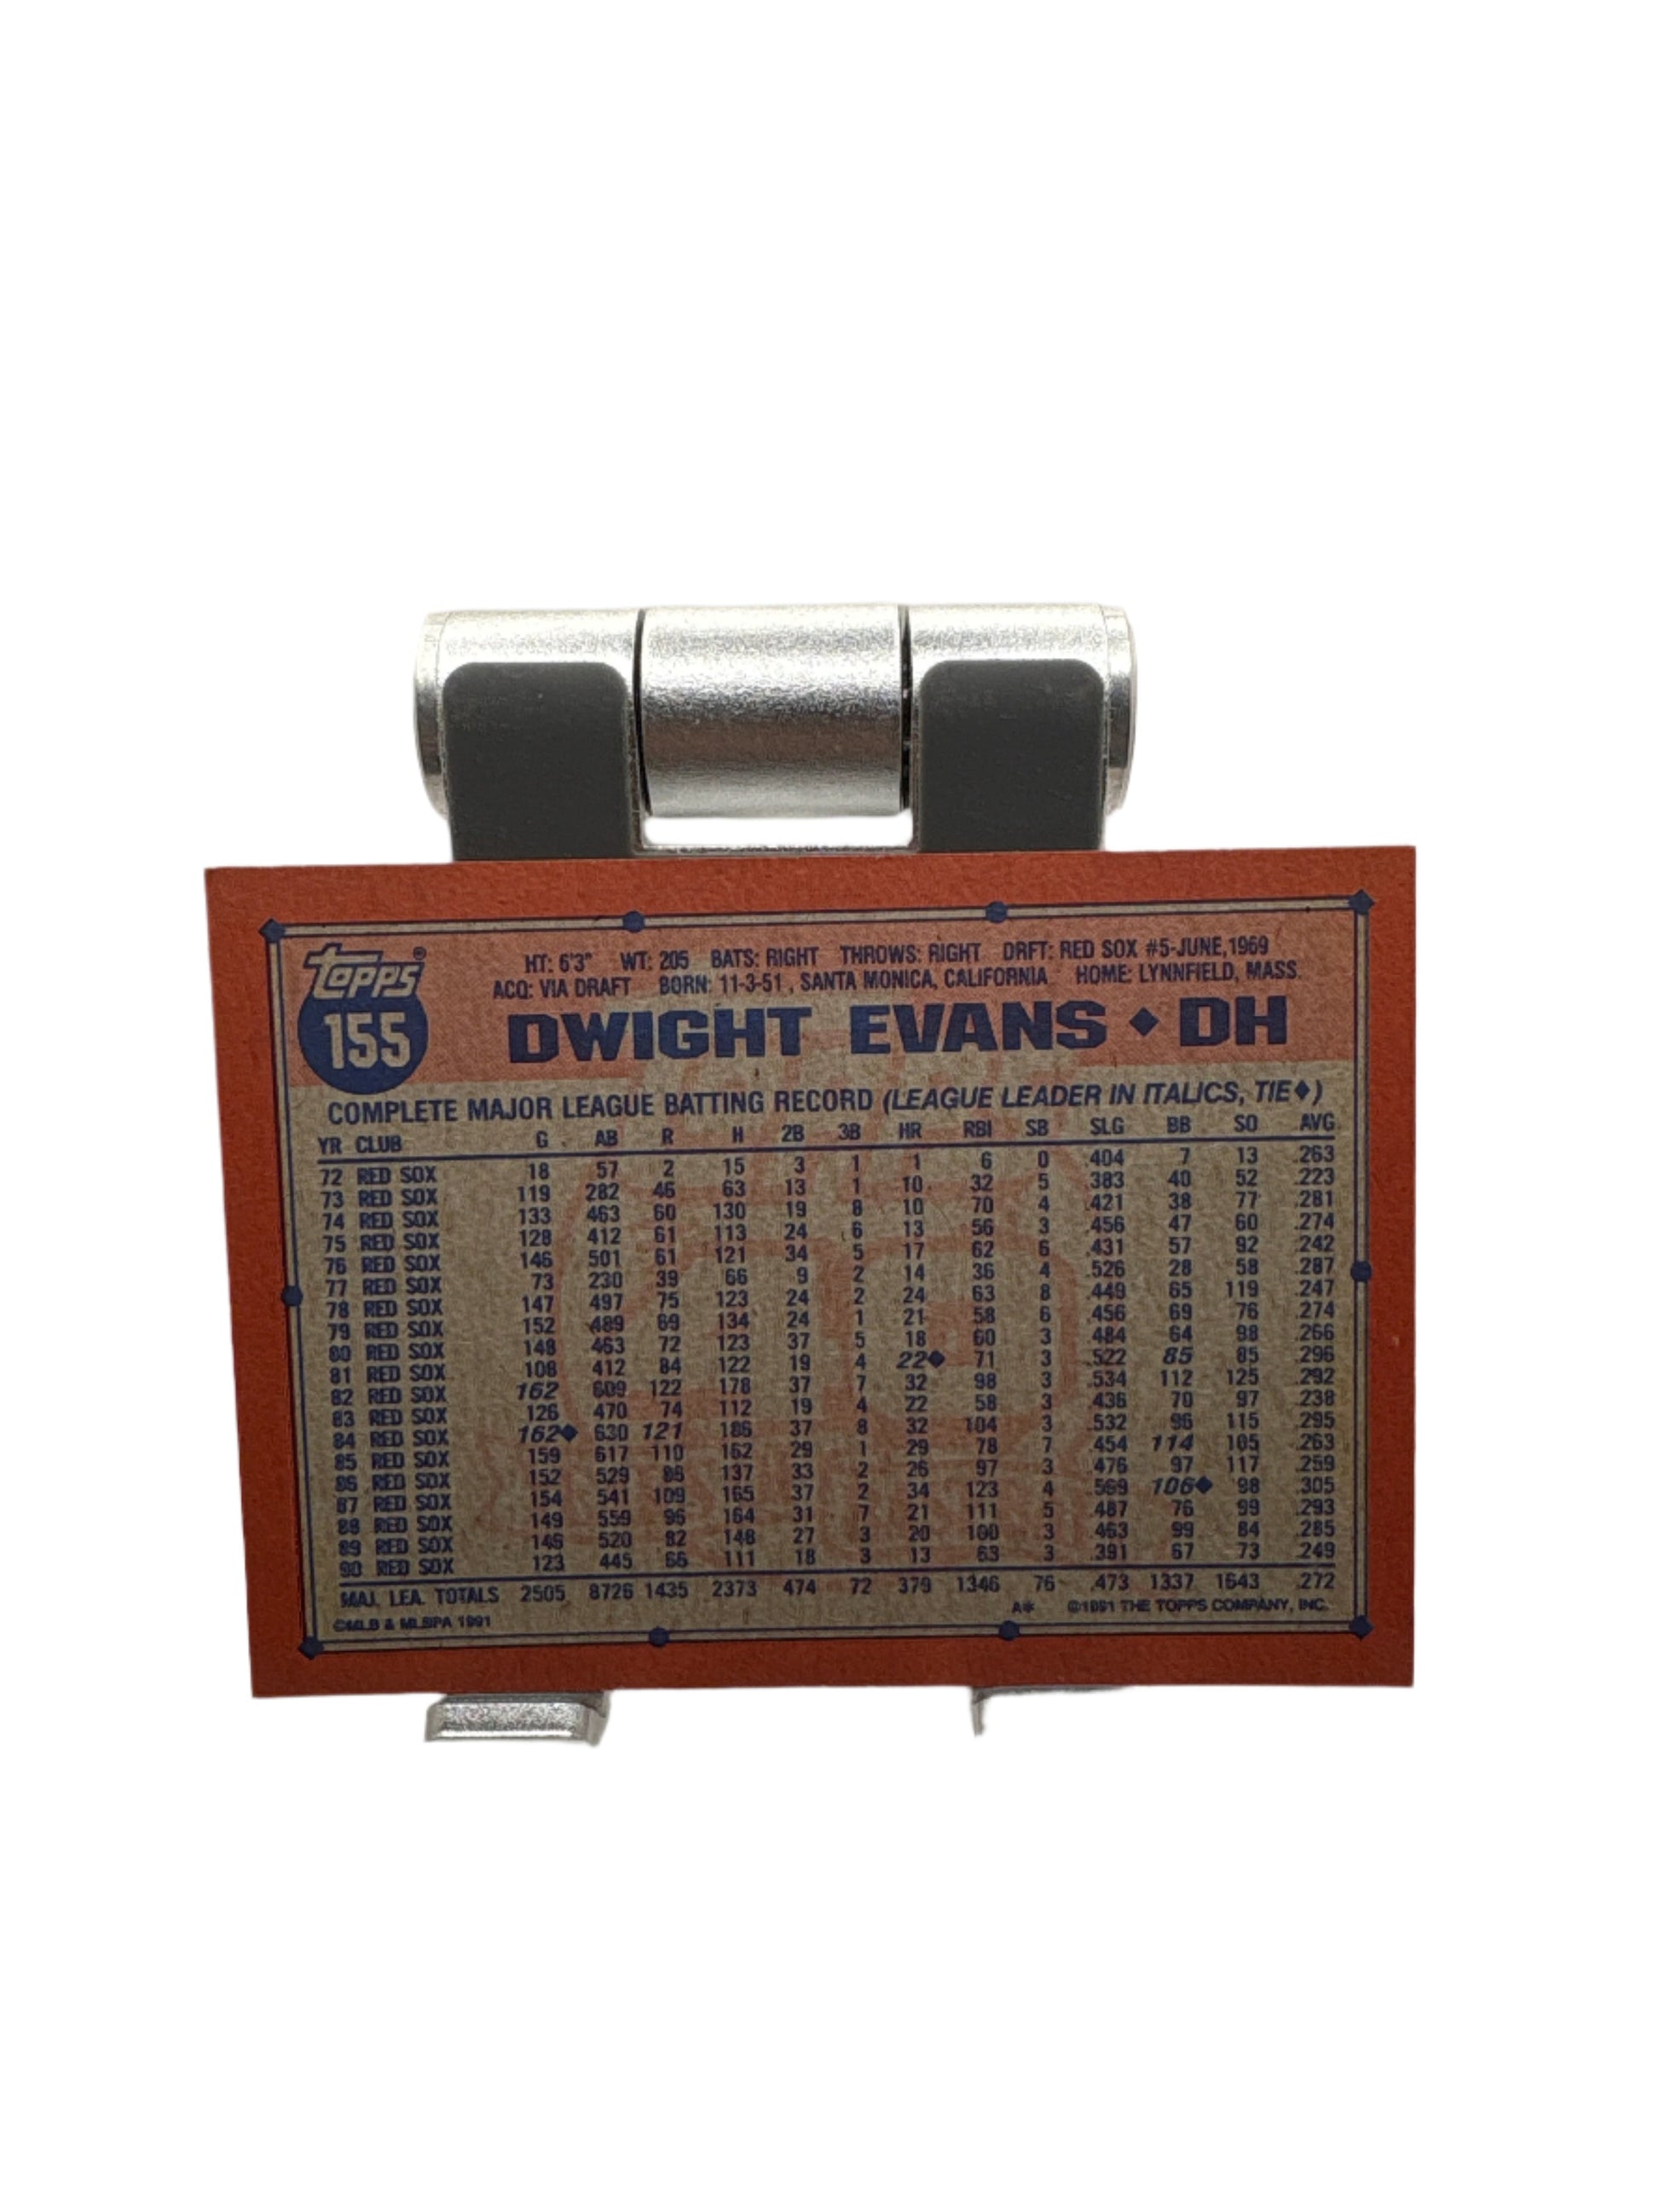 topps®
155
HT: 6'3" WT: 205 BATS: RIGHT THROWS: RIGHT DRFT: RED SOX #5-JUNE,1969
ACQ: VIA DRAFT BORN: 11-3-51, SANTA MONICA, CALIFORNIA HOME: LYNNFIELD, MASS.
DWIGHT EVANS ◆ DH
COMPLETE MAJOR LEAGUE BATTING RECORD (LEAGUE LEADER IN ITALICS, TIE◆)
YR CLUB G AB R H 2B 3B HR RBI SB SLG BB SO AVG
72 RED SOX 18 57 2 15 3 1 1 6 0 .404 7 13 .263
73 RED SOX 119 282 46 63 13 1 10 32 5 .383 40 52 .223
74 RED SOX 133 463 60 130 19 8 10 70 4 .421 38 77 .281
75 RED SOX 128 412 61 113 24 6 13 56 3 .456 47 60 .274
76 RED SOX 146 501 61 121 34 5 17 62 6 .431 57 92 .242
77 RED SOX 73 230 39 66 9 2 14 36 4 .526 28 58 .287
78 RED SOX 147 497 75 123 24 2 24 63 8 .449 65 119 .247
79 RED SOX 152 489 69 134 24 1 21 58 6 .456 69 76 .274
80 RED SOX 148 463 72 123 37 5 18 60 3 .484 64 98 .266
81 RED SOX 108 412 84 122 19 4 22◆ 71 3 .522 85 85 .296
82 RED SOX 162 609 122 178 37 7 32 98 3 .534 112 125 .292
83 RED SOX 126 470 74 112 19 4 22 58 3 .436 70 97 .238
84 RED SOX 162◆ 630 121 186 37 8 32 104 3 .532 96 115 .295
85 RED SOX 159 617 110 162 29 1 29 78 7 .454 114 105 .263
86 RED SOX 152 529 86 137 33 2 26 97 3 .476 97 117 .259
87 RED SOX 154 541 109 165 37 2 34 123 4 .569 106◆ 98 .305
88 RED SOX 149 559 96 164 31 7 21 111 5 .487 76 99 .293
89 RED SOX 146 520 82 148 27 3 20 100 3 .463 99 84 .285
90 RED SOX 123 445 66 111 18 3 13 63 3 .391 67 73 .249
MAJ. LEA. TOTALS 2505 8726 1435 2373 474 72 379 1346 76 .473 1337 1643 .272
©MLB & MLBPA 1991 A* ©1991 THE TOPPS COMPANY, INC.